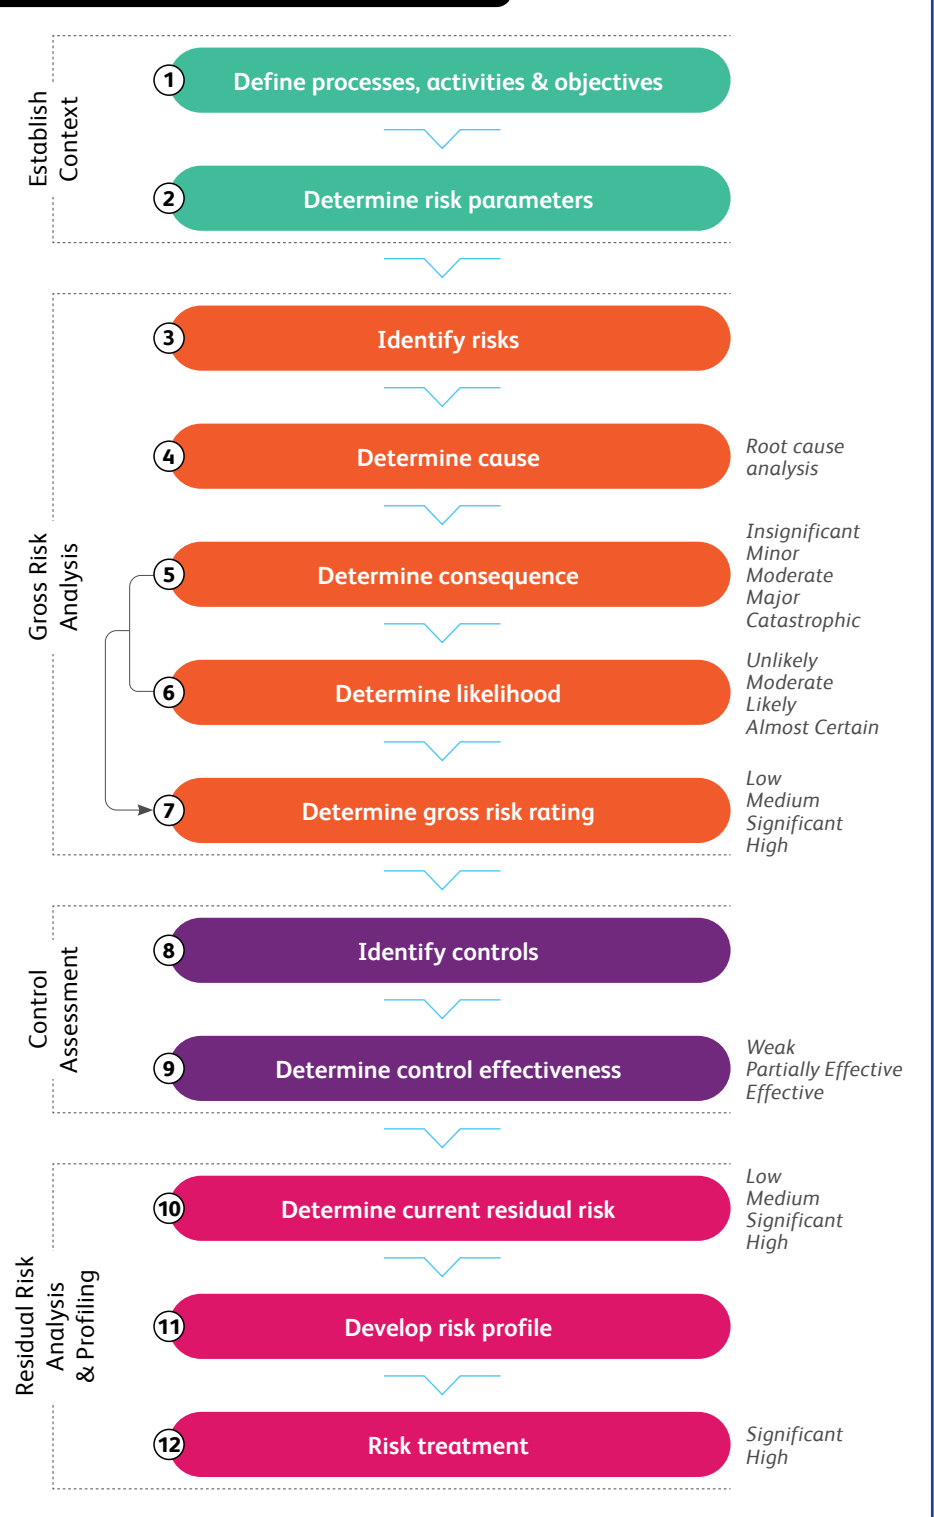 Establish
Context
1
Define processes, activities & objectives
2
Determine risk parameters
Gross Risk
Analysis
3
Identify risks
4
Determine cause
Root cause
analysis
5
Determine consequence
Insignificant
Minor
Moderate
Major
Catastrophic
6
Determine likelihood
Unlikely
Moderate
Likely
Almost Certain
7
Determine gross risk rating
Low
Medium
Significant
High
Control
Assessment
8
Identify controls
9
Determine control effectiveness
Weak
Partially Effective
Effective
Residual Risk
Analysis
& Profiling
10
Determine current residual risk
Low
Medium
Significant
High
11
Develop risk profile
12
Risk treatment
Significant
High